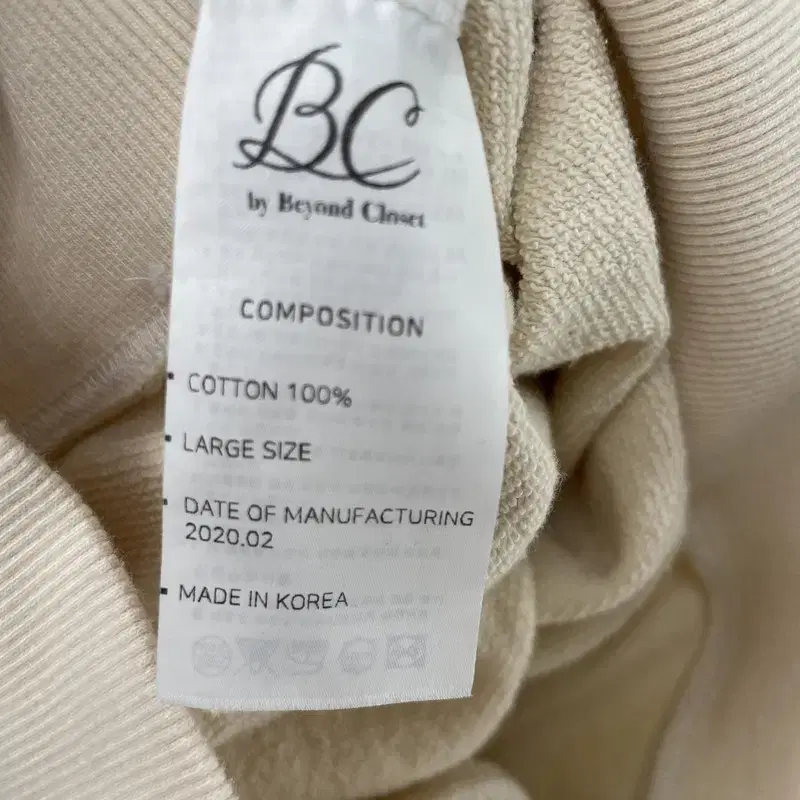 BC
by Beyond Closet
COMPOSITION
COTTON 100%
LARGE SIZE
DATE OF MANUFACTURING
2020.02
MADE IN KOREA